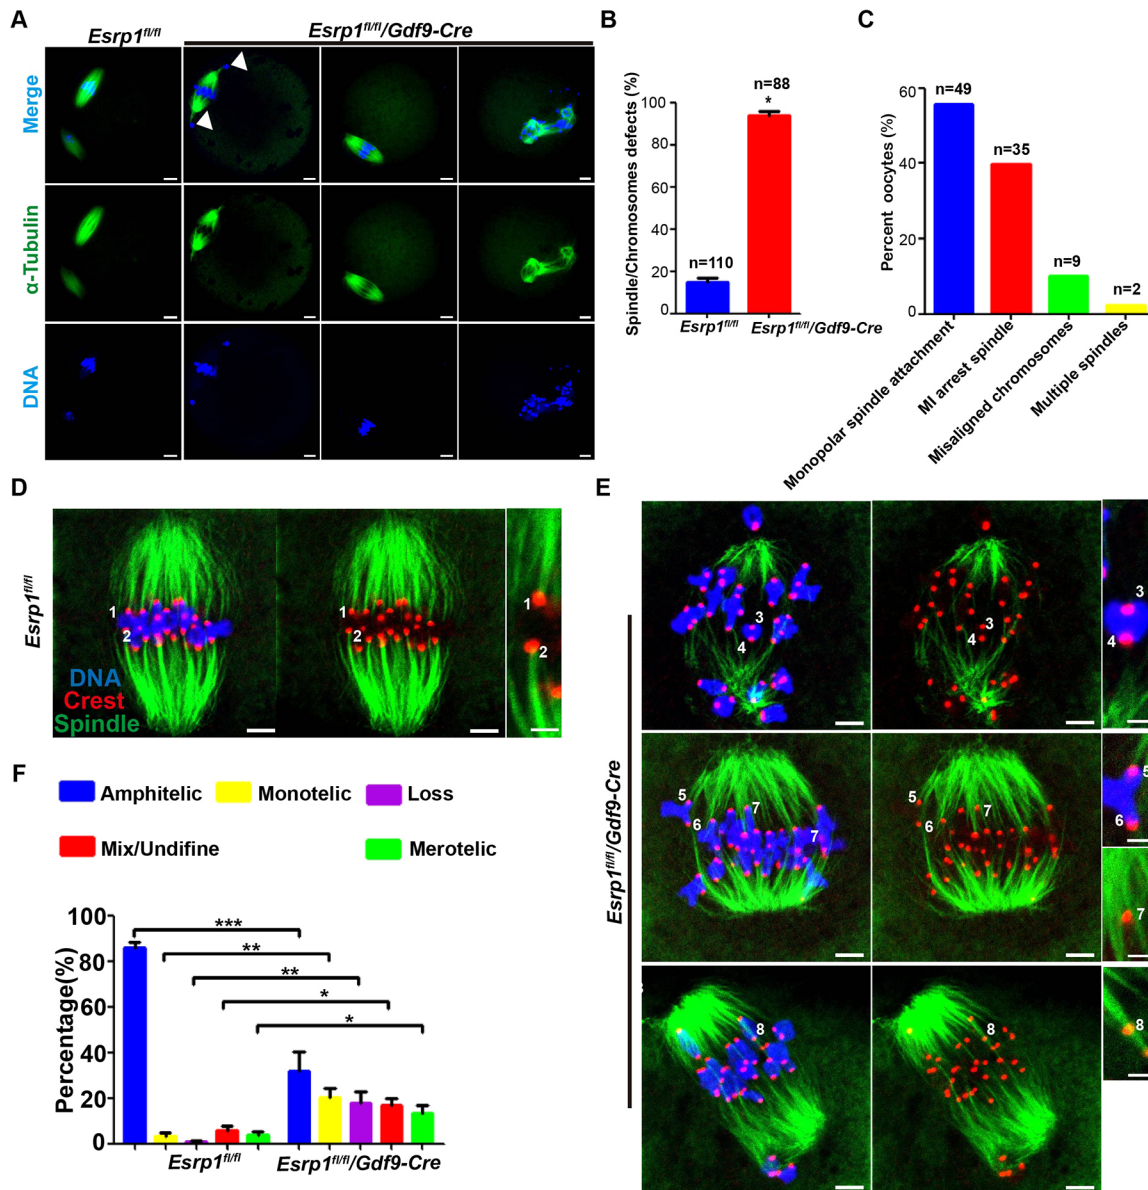 A
Esrp1fl/fl
Esrp1fl/fl/Gdf9-Cre
Merge
α-Tubulin
DNA
B
Spindle/Chromosomes defects (%)
n=88
*
n=110
100
80
60
40
20
0
Esrp1fl/fl
Esrp1fl/fl/Gdf9-Cre
C
Percent oocytes (%)
60
40
20
0
n=49
n=35
n=9
n=2
Monopolar spindle attachment
MI arrest spindle
Misaligned chromosomes
Multiple spindles
D
Esrp1fl/fl
1
2
DNA
Crest
Spindle
1
2
1
2
E
Esrp1fl/fl/Gdf9-Cre
3
4
3
4
3
4
5
6
7
7
5
6
7
5
6
7
8
8
8
F
Amphitelic
Monotelic
Loss
Mix/Undifine
Merotelic
Percentage(%)
100
80
60
40
20
0
***
**
**
*
*
Esrp1fl/fl
Esrp1fl/fl/Gdf9-Cre